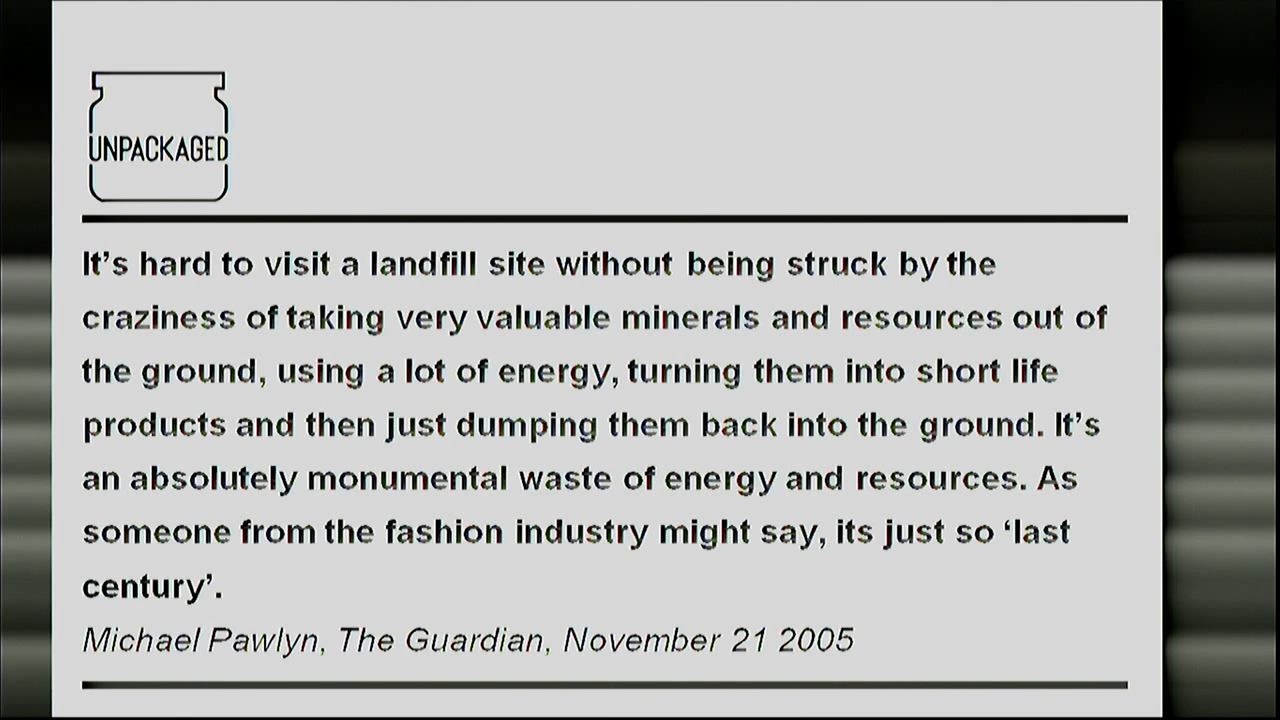 UNPACKAGED
It’s hard to visit a landfill site without being struck by the
craziness of taking very valuable minerals and resources out of
the ground, using a lot of energy, turning them into short life
products and then just dumping them back into the ground. It’s
an absolutely monumental waste of energy and resources. As
someone from the fashion industry might say, its just so ‘last
century’.
Michael Pawlyn, The Guardian, November 21 2005